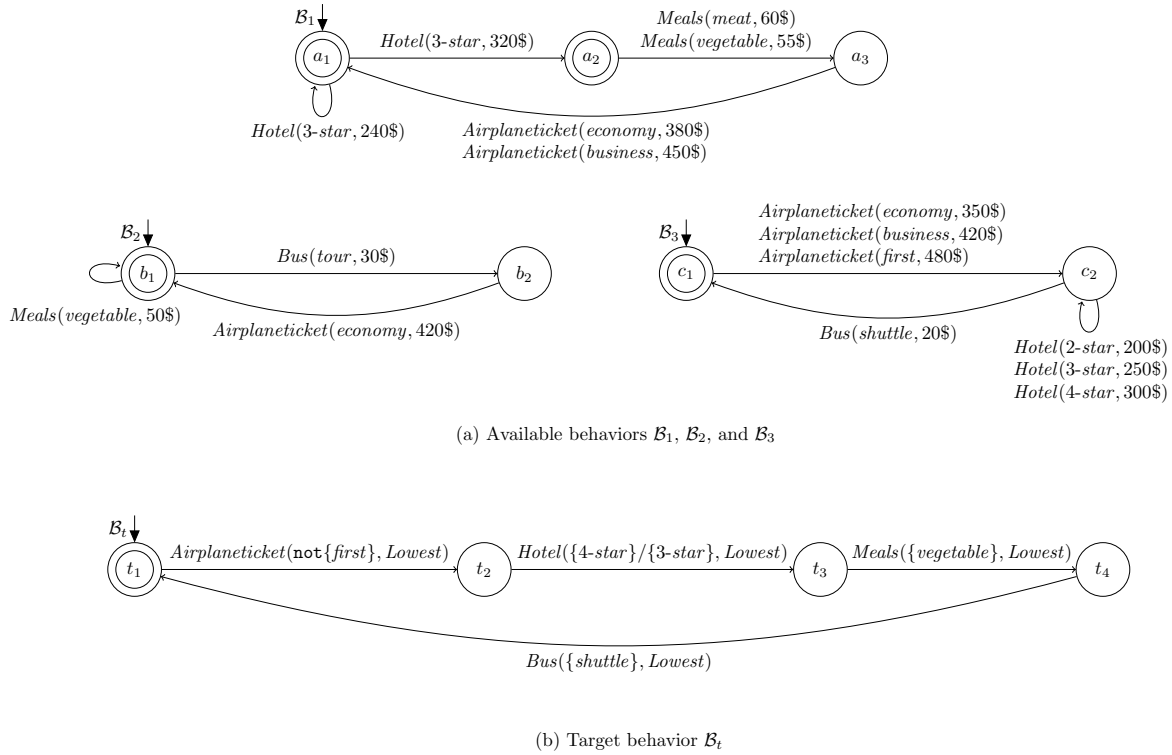 B₁
Hotel(3-star, 320$)
Meals(meat, 60$)
Meals(vegetable, 55$)
a₁
a₂
a₃
Hotel(3-star, 240$)
Airplaneticket(economy, 380$)
Airplaneticket(business, 450$)
B₂
Bus(tour, 30$)
b₁
b₂
Meals(vegetable, 50$)
Airplaneticket(economy, 420$)
B₃
Airplaneticket(economy, 350$)
Airplaneticket(business, 420$)
Airplaneticket(first, 480$)
c₁
c₂
Bus(shuttle, 20$)
Hotel(2-star, 200$)
Hotel(3-star, 250$)
Hotel(4-star, 300$)
(a) Available behaviors B₁, B₂, and B₃
Bₜ
Airplaneticket(not{first}, Lowest)
Hotel({4-star}/{3-star}, Lowest)
Meals({vegetable}, Lowest)
t₁
t₂
t₃
t₄
Bus({shuttle}, Lowest)
(b) Target behavior Bₜ